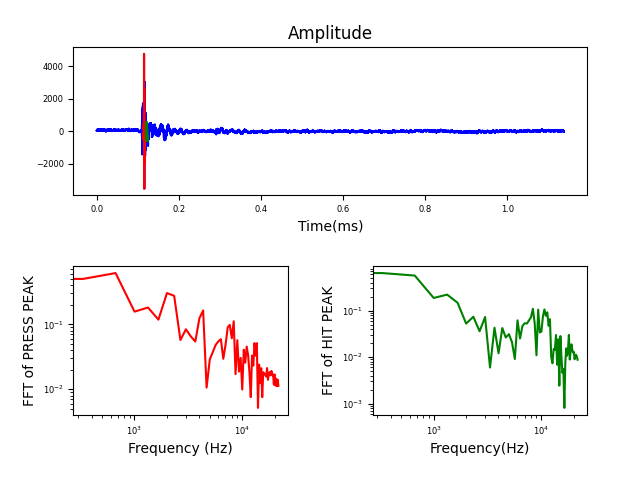 Amplitude
4000
2000
0
−2000
0.0 0.2 0.4 0.6 0.8 1.0
Time(ms)
FFT of PRESS PEAK
10⁻¹
10⁻²
10³ 10⁴
Frequency (Hz)
FFT of HIT PEAK
10⁻¹
10⁻²
10⁻³
10³ 10⁴
Frequency(Hz)